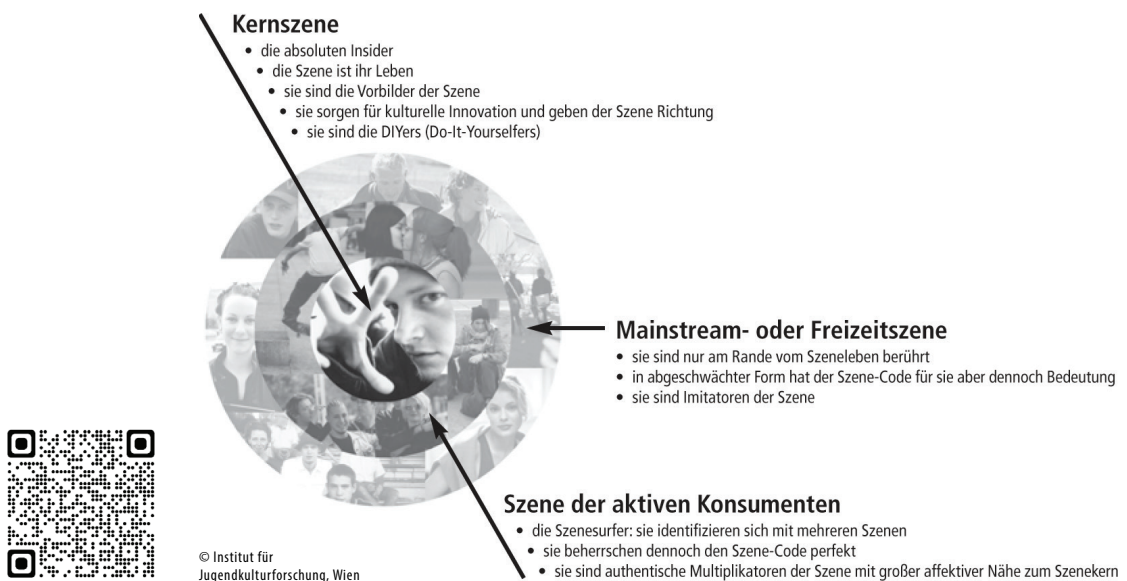 Kernszene
• die absoluten Insider
• die Szene ist ihr Leben
• sie sind die Vorbilder der Szene
• sie sorgen für kulturelle Innovation und geben der Szene Richtung
• sie sind die DIYers (Do-It-Yourselfers)
Mainstream- oder Freizeitszene
• sie sind nur am Rande vom Szeneleben berührt
• in abgeschwächter Form hat der Szene-Code für sie aber dennoch Bedeutung
• sie sind Imitatoren der Szene
Szene der aktiven Konsumenten
• die Szenesurfer: sie identifizieren sich mit mehreren Szenen
• sie beherrschen dennoch den Szene-Code perfekt
• sie sind authentische Multiplikatoren der Szene mit großer affektiver Nähe zum Szenekern
© Institut für
Jugendkulturforschung, Wien